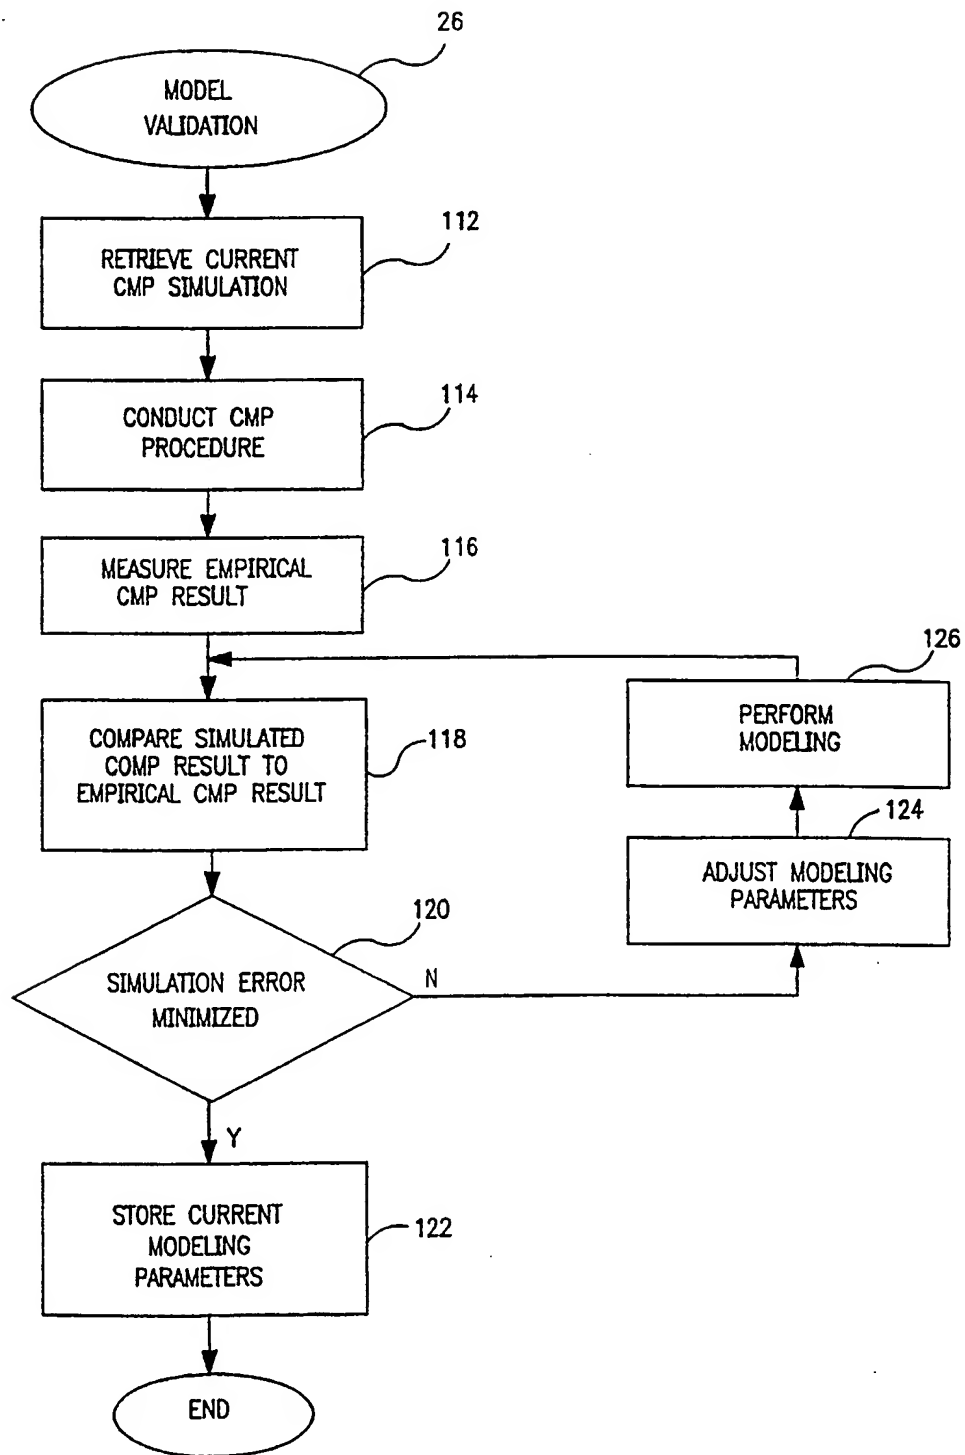 26
MODEL
VALIDATION
112
RETRIEVE CURRENT
CMP SIMULATION
114
CONDUCT CMP
PROCEDURE
116
MEASURE EMPIRICAL
CMP RESULT
126
PERFORM
MODELING
118
COMPARE SIMULATED
COMP RESULT TO
EMPIRICAL CMP RESULT
124
ADJUST MODELING
PARAMETERS
120
SIMULATION ERROR
MINIMIZED
N
Y
STORE CURRENT
MODELING
PARAMETERS
122
END